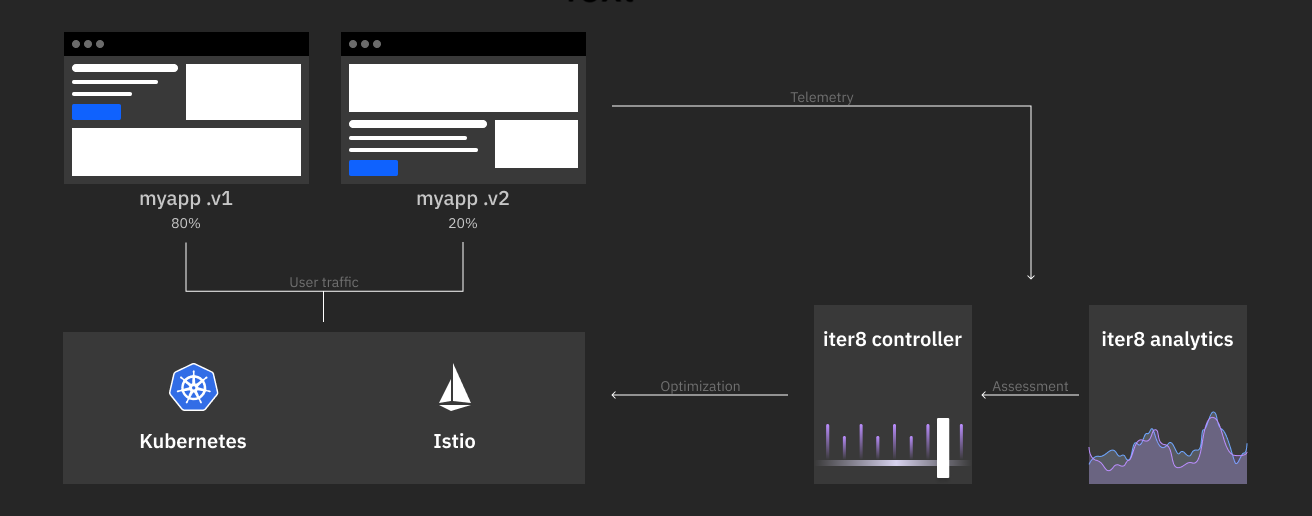 Telemetry
myapp .v1
myapp .v2
80%
20%
User traffic
iter8 controller
iter8 analytics
Optimization
Assessment
Kubernetes
Istio